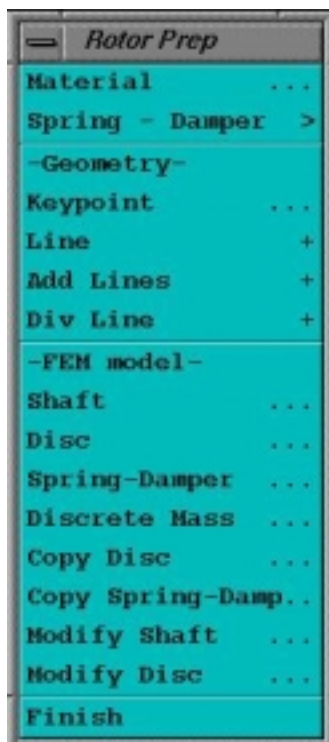 Rotor Prep
Material ...
Spring - Damper >
-Geometry-
Keypoint ...
Line +
Add Lines +
Div Line +
-FEM model-
Shaft ...
Disc ...
Spring-Damper ...
Discrete Mass ...
Copy Disc ...
Copy Spring-Damp..
Modify Shaft ...
Modify Disc ...
Finish